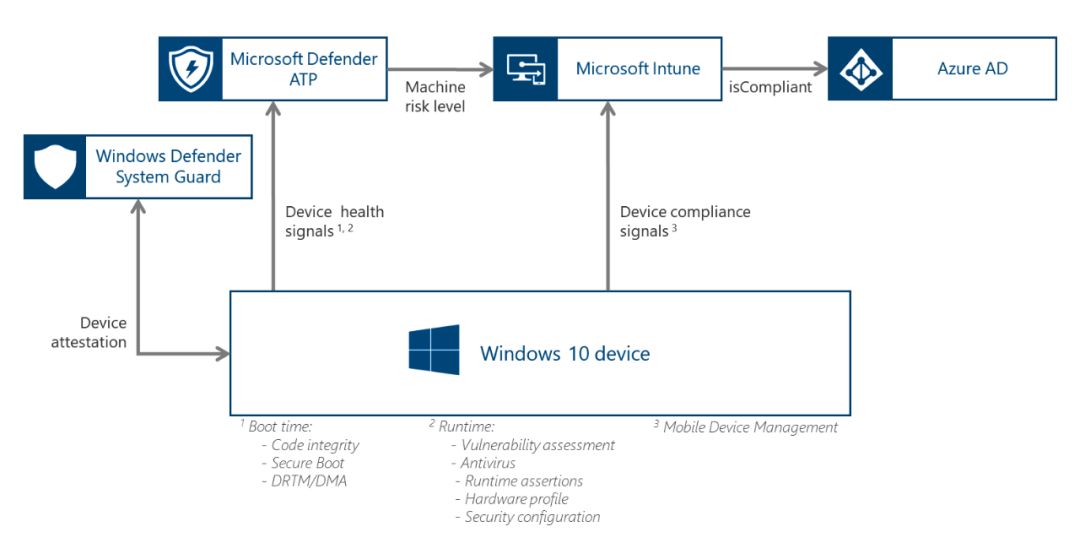 Microsoft Defender
ATP
Machine
risk level
Microsoft Intune
isCompliant
Azure AD
Windows Defender
System Guard
Device health
signals 1, 2
Device compliance
signals 3
Device
attestation
Windows 10 device
1 Boot time:
- Code integrity
- Secure Boot
- DRTM/DMA
2 Runtime:
- Vulnerability assessment
- Antivirus
- Runtime assertions
- Hardware profile
- Security configuration
3 Mobile Device Management